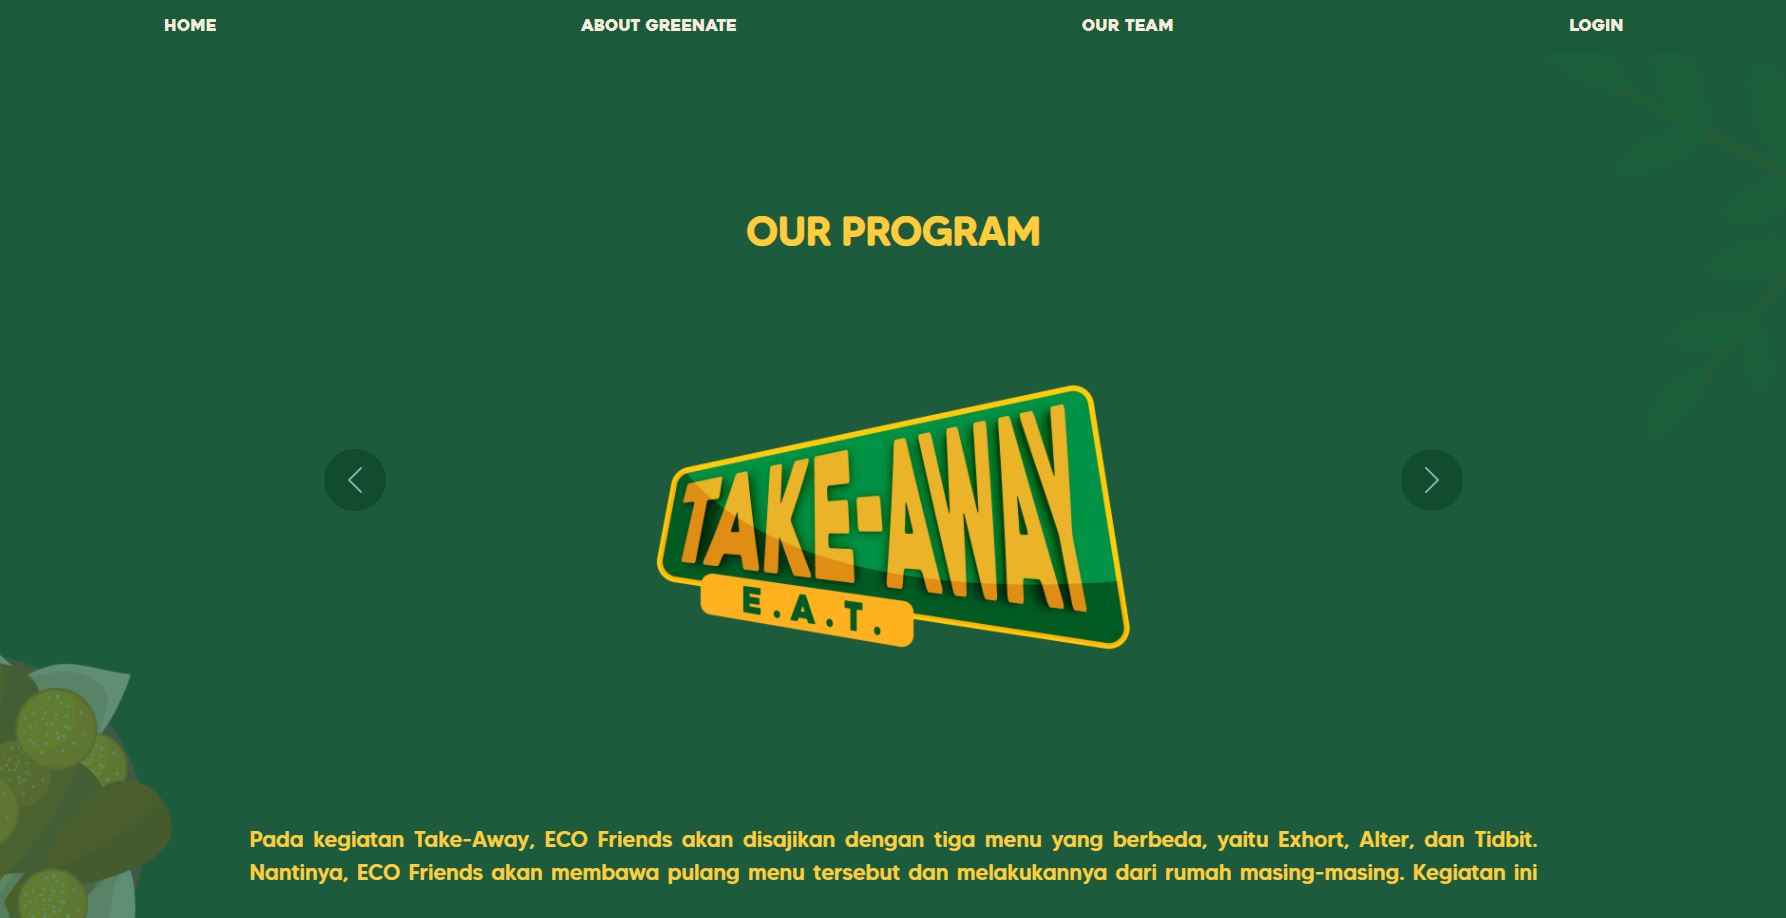 HOME ABOUT GREENATE OUR TEAM LOGIN
OUR PROGRAM
TAKE-AWAY
E.A.T.
Pada kegiatan Take-Away, ECO Friends akan disajikan dengan tiga menu yang berbeda, yaitu Exhort, Alter, dan Tidbit.
Nantinya, ECO Friends akan membawa pulang menu tersebut dan melakukannya dari rumah masing-masing. Kegiatan ini